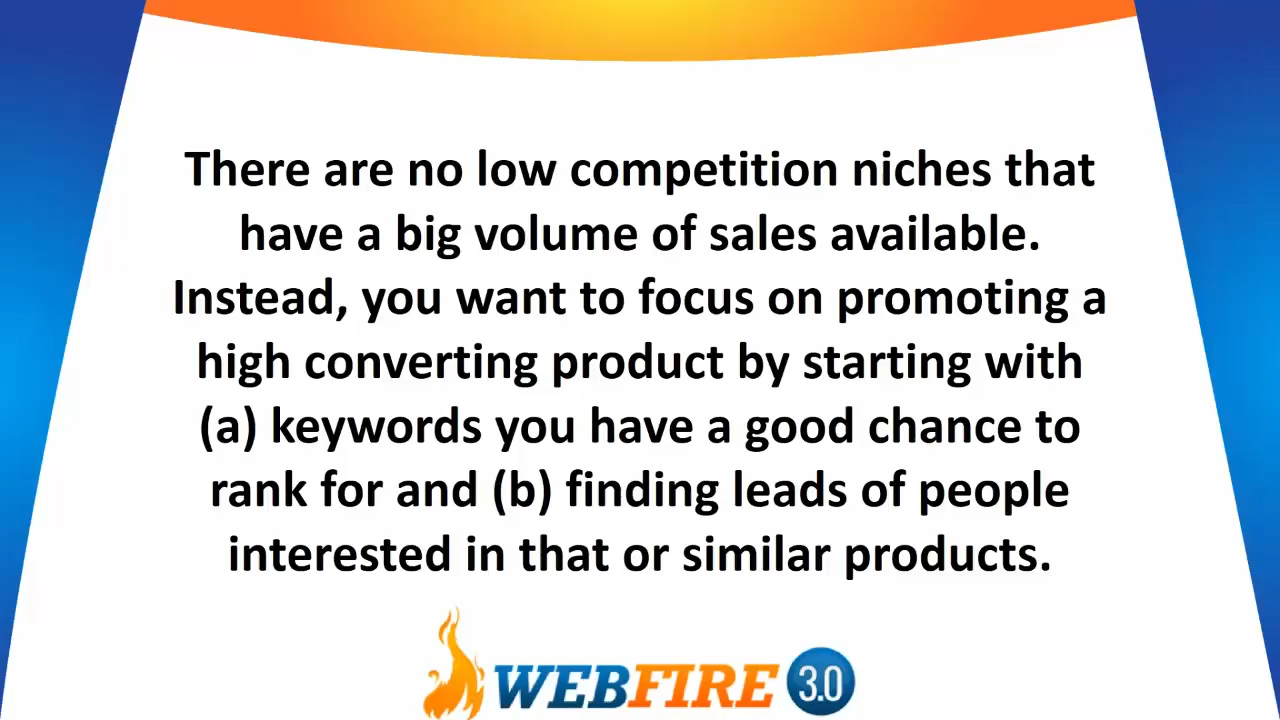 There are no low competition niches that
have a big volume of sales available.
Instead, you want to focus on promoting a
high converting product by starting with
(a) keywords you have a good chance to
rank for and (b) finding leads of people
interested in that or similar products.
WEBFIRE 3.0